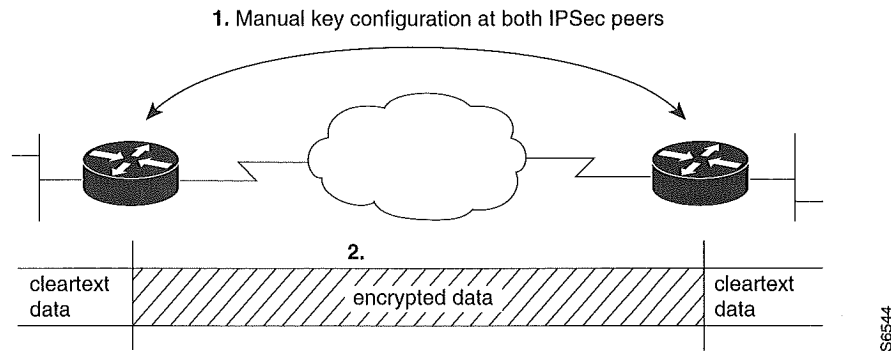 1. Manual key configuration at both IPSec peers
2.
cleartext
data
encrypted data
cleartext
data
S6544